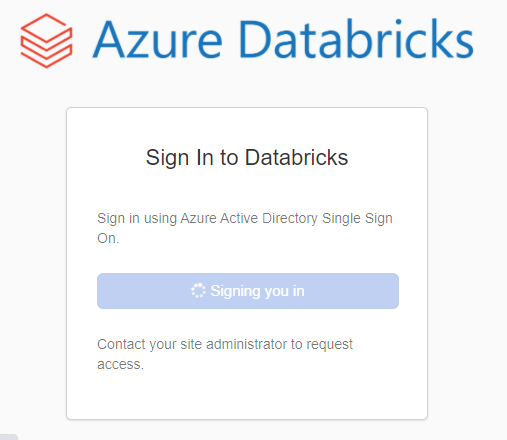 Azure Databricks
Sign In to Databricks
Sign in using Azure Active Directory Single Sign
On.
Signing you in
Contact your site administrator to request
access.